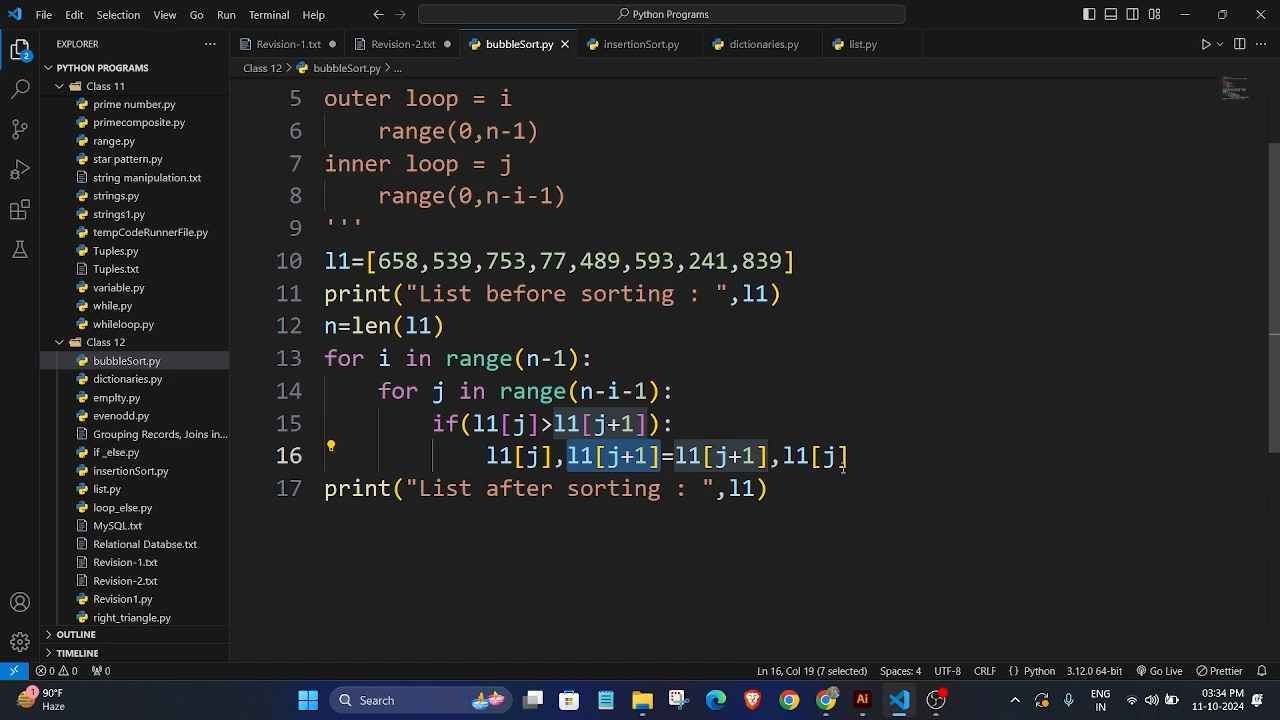 File Edit Selection View Go Run Terminal Help
Python Programs
EXPLORER
Revision-1.txt
Revision-2.txt
bubbleSort.py
insertionSort.py
dictionaries.py
list.py
PYTHON PROGRAMS
Class 12 > bubbleSort.py > ...
Class 11
prime number.py
primecomposite.py
range.py
star pattern.py
string manipulation.txt
strings.py
strings1.py
tempCodeRunnerFile.py
Tuples.py
Tuples.txt
variable.py
while.py
whileloop.py
Class 12
bubbleSort.py
dictionaries.py
emplty.py
evenodd.py
Grouping Records, Joins in...
if _else.py
insertionSort.py
list.py
loop_else.py
MySQL.txt
Relational Databse.txt
Revision-1.txt
Revision-2.txt
Revision1.py
right_triangle.py
OUTLINE
TIMELINE
5 outer loop = i
6     range(0,n-1)
7 inner loop = j
8     range(0,n-i-1)
9 '''
10 l1=[658,539,753,77,489,593,241,839]
11 print("List before sorting : ",l1)
12 n=len(l1)
13 for i in range(n-1):
14     for j in range(n-i-1):
15         if(l1[j]>l1[j+1]):
16             l1[j],l1[j+1]=l1[j+1],l1[j]
17 print("List after sorting : ",l1)
2
0 0 0
Ln 16, Col 19 (7 selected) Spaces: 4 UTF-8 CRLF {} Python 3.12.0 64-bit Go Live Prettier
1
90°F
Haze
Search
Ai
ENG
IN
03:34 PM
11-10-2024